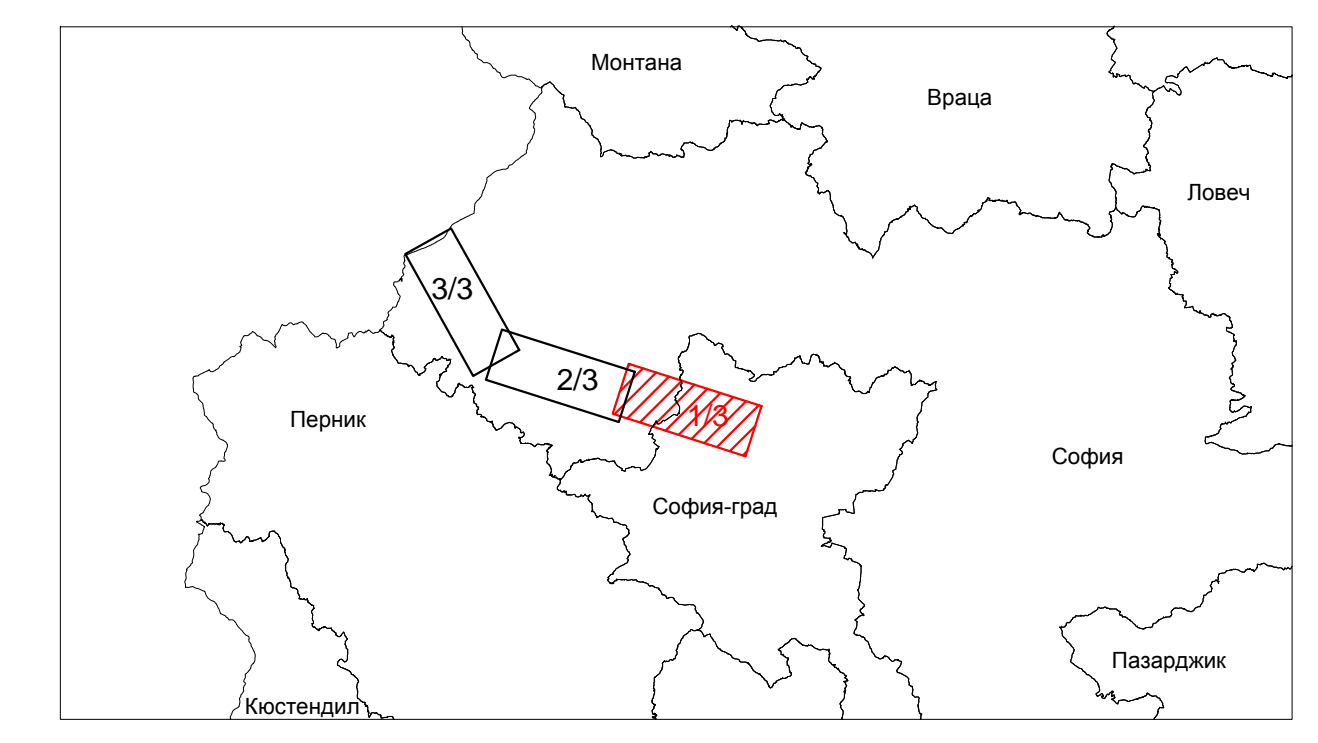 Монтана
Враца
Ловеч
3/3
2/3
1/3
Перник
София
София-град
Пазарджик
Кюстендил